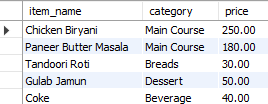 item_name category price
Chicken Biryani Main Course 250.00
Paneer Butter Masala Main Course 180.00
Tandoori Roti Breads 30.00
Gulab Jamun Dessert 50.00
Coke Beverage 40.00